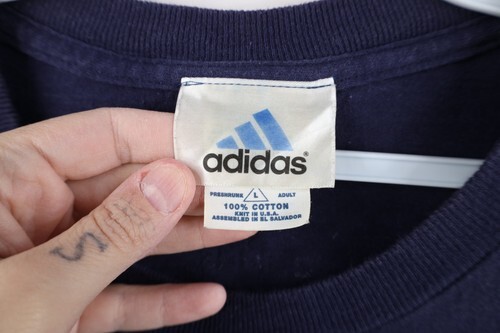 adidas®
PRESHRUNK L ADULT
100% COTTON
KNIT IN U.S.A.
ASSEMBLED IN EL SALVADOR